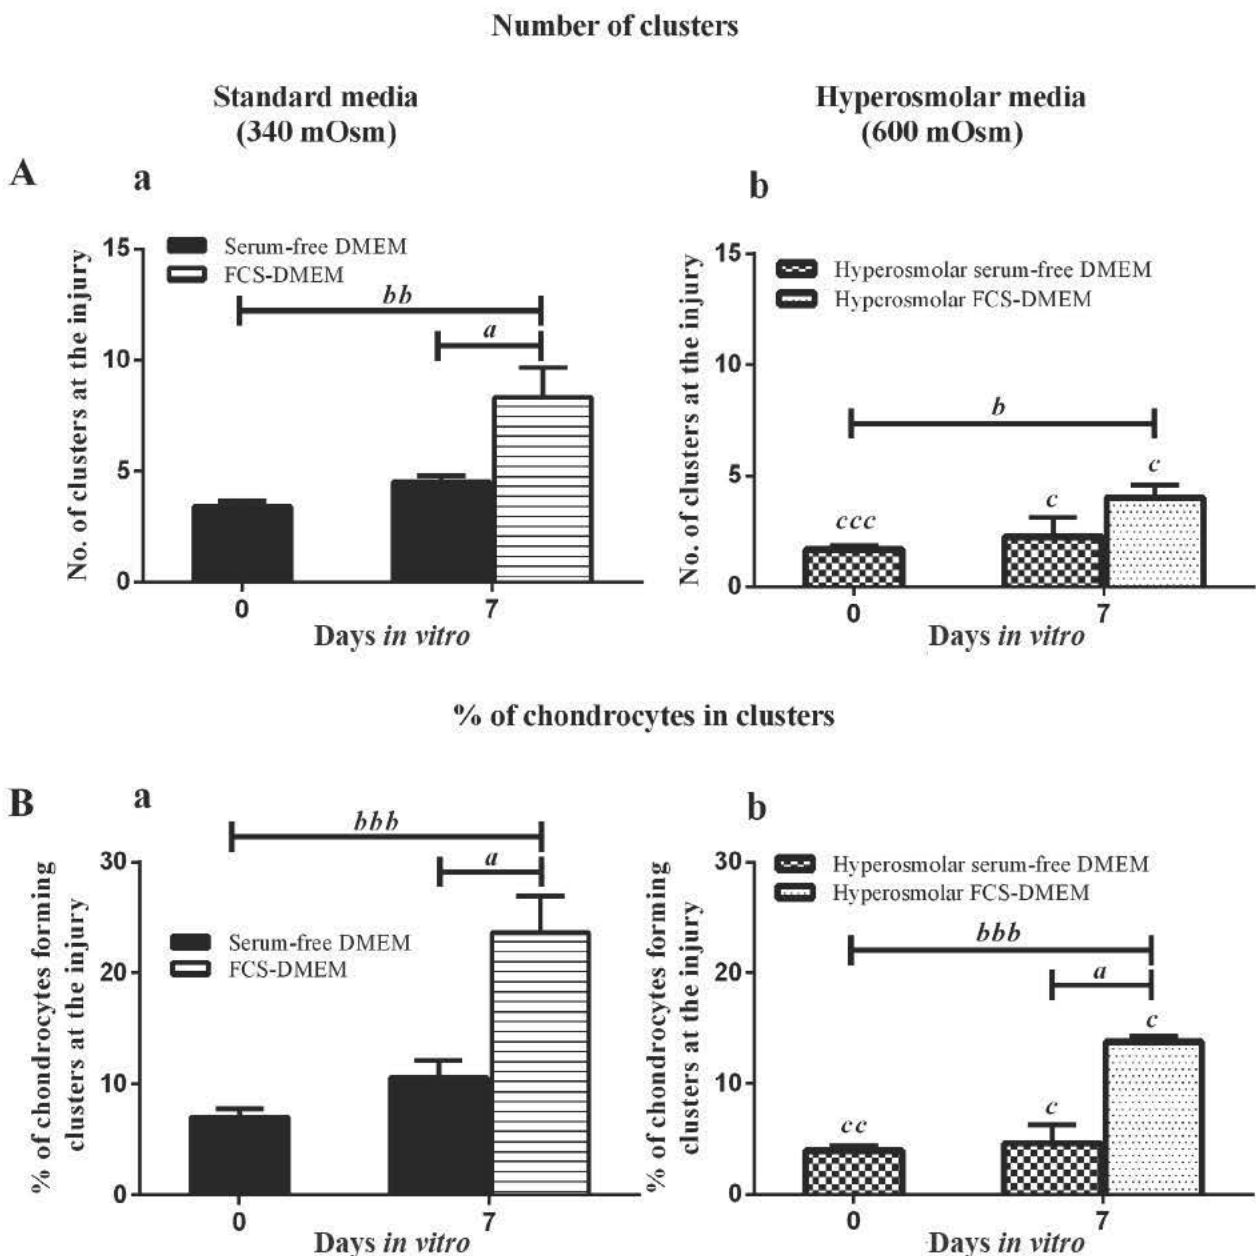 Number of clusters
Standard media
(340 mOsm)
Hyperosmolar media
(600 mOsm)
A
a
No. of clusters at the injury
15
10
5
0
Serum-free DMEM
FCS-DMEM
bb
a
0
7
Days in vitro
b
No. of clusters at the injury
15
10
5
0
Hyperosmolar serum-free DMEM
Hyperosmolar FCS-DMEM
b
ccc
c
c
0
7
Days in vitro
% of chondrocytes in clusters
B
a
% of chondrocytes forming
clusters at the injury
30
20
10
0
bbb
a
Serum-free DMEM
FCS-DMEM
0
7
Days in vitro
b
% of chondrocytes forming
clusters at the injury
30
20
10
0
Hyperosmolar serum-free DMEM
Hyperosmolar FCS-DMEM
bbb
a
c
cc
c
0
7
Days in vitro